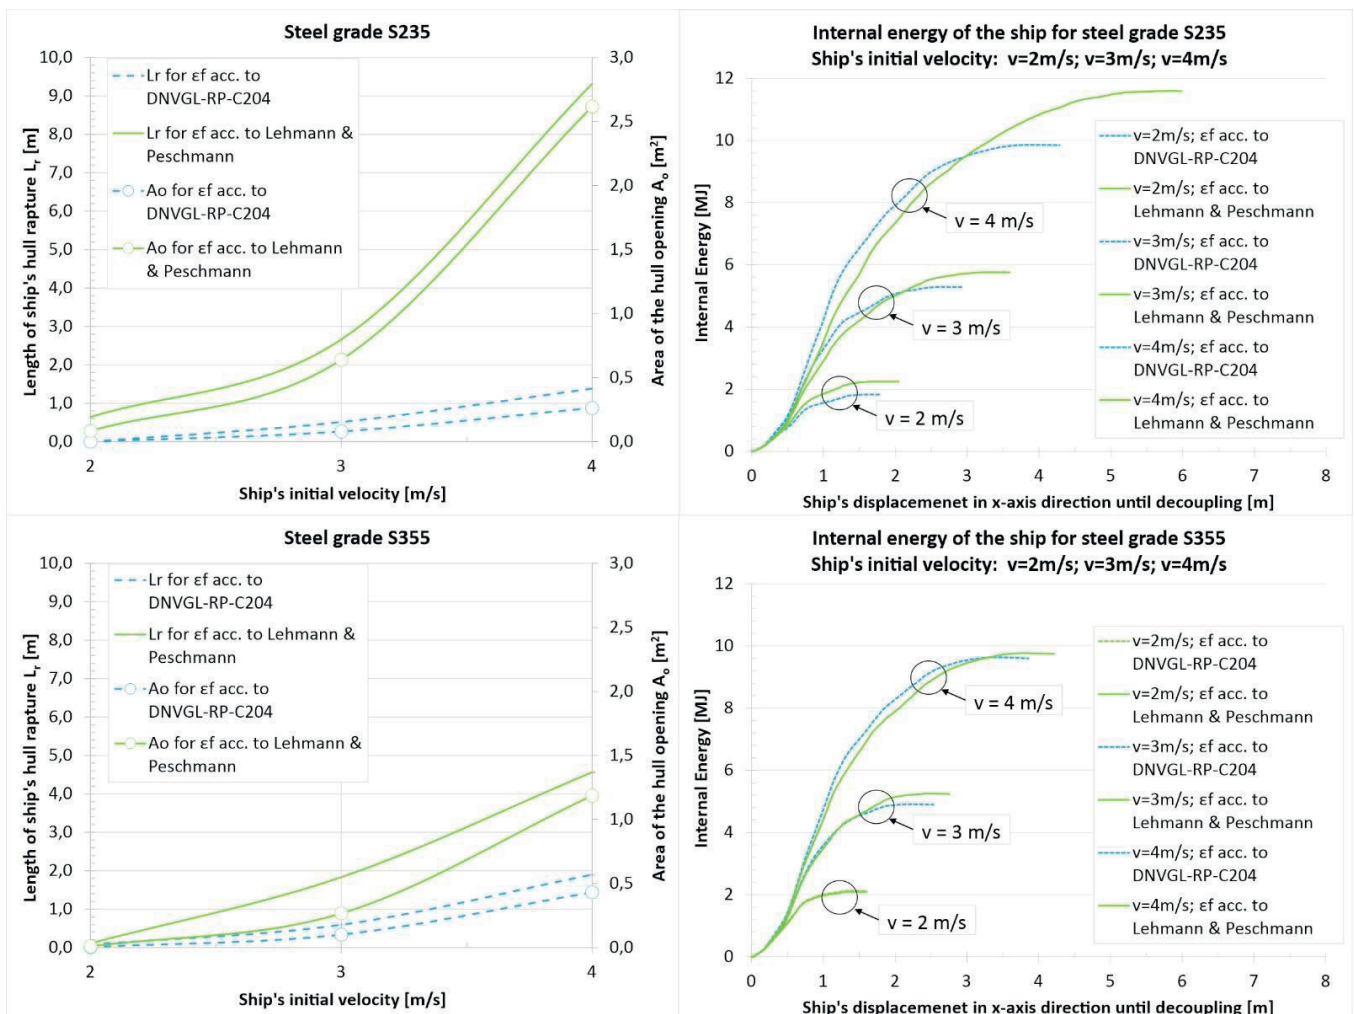 Steel grade S235
10,0
9,0
8,0
7,0
6,0
5,0
4,0
3,0
2,0
1,0
0,0
Length of ship's hull rapture Lr [m]
Lr for εf acc. to
DNVGL-RP-C204
Lr for εf acc. to Lehmann &
Peschmann
Ao for εf acc. to
DNVGL-RP-C204
Ao for εf acc. to Lehmann
& Peschmann
3,0
2,5
2,0
1,5
1,0
0,5
0,0
Area of the hull opening Ao [m²]
2 3 4
Ship's initial velocity [m/s]
Internal energy of the ship for steel grade S235
Ship's initial velocity: v=2m/s; v=3m/s; v=4m/s
12
10
8
6
4
2
0
Internal Energy [MJ]
v = 4 m/s
v = 3 m/s
v = 2 m/s
v=2m/s; εf acc. to
DNVGL-RP-C204
v=2m/s; εf acc. to
Lehmann & Peschmann
v=3m/s; εf acc. to
DNVGL-RP-C204
v=3m/s; εf acc. to
Lehmann & Peschmann
v=4m/s; εf acc. to
DNVGL-RP-C204
v=4m/s; εf acc. to
Lehmann & Peschmann
0 1 2 3 4 5 6 7 8
Ship's displacemenet in x-axis direction until decoupling [m]
Steel grade S355
10,0
9,0
8,0
7,0
6,0
5,0
4,0
3,0
2,0
1,0
0,0
Length of ship's hull rapture Lr [m]
Lr for εf acc. to
DNVGL-RP-C204
Lr for εf acc. to Lehmann &
Peschmann
Ao for εf acc. to
DNVGL-RP-C204
Ao for εf acc. to Lehmann &
Peschmann
3,0
2,5
2,0
1,5
1,0
0,5
0,0
Area of the hull opening Ao [m²]
2 3 4
Ship's initial velocity [m/s]
Internal energy of the ship for steel grade S355
Ship's initial velocity: v=2m/s; v=3m/s; v=4m/s
12
10
8
6
4
2
0
Internal Energy [MJ]
v = 4 m/s
v = 3 m/s
v = 2 m/s
v=2m/s; εf acc. to
DNVGL-RP-C204
v=2m/s; εf acc. to
Lehmann & Peschmann
v=3m/s; εf acc. to
DNVGL-RP-C204
v=3m/s; εf acc. to
Lehmann & Peschmann
v=4m/s; εf acc. to
DNVGL-RP-C204
v=4m/s; εf acc. to
Lehmann & Peschmann
0 1 2 3 4 5 6 7 8
Ship's displacemenet in x-axis direction until decoupling [m]